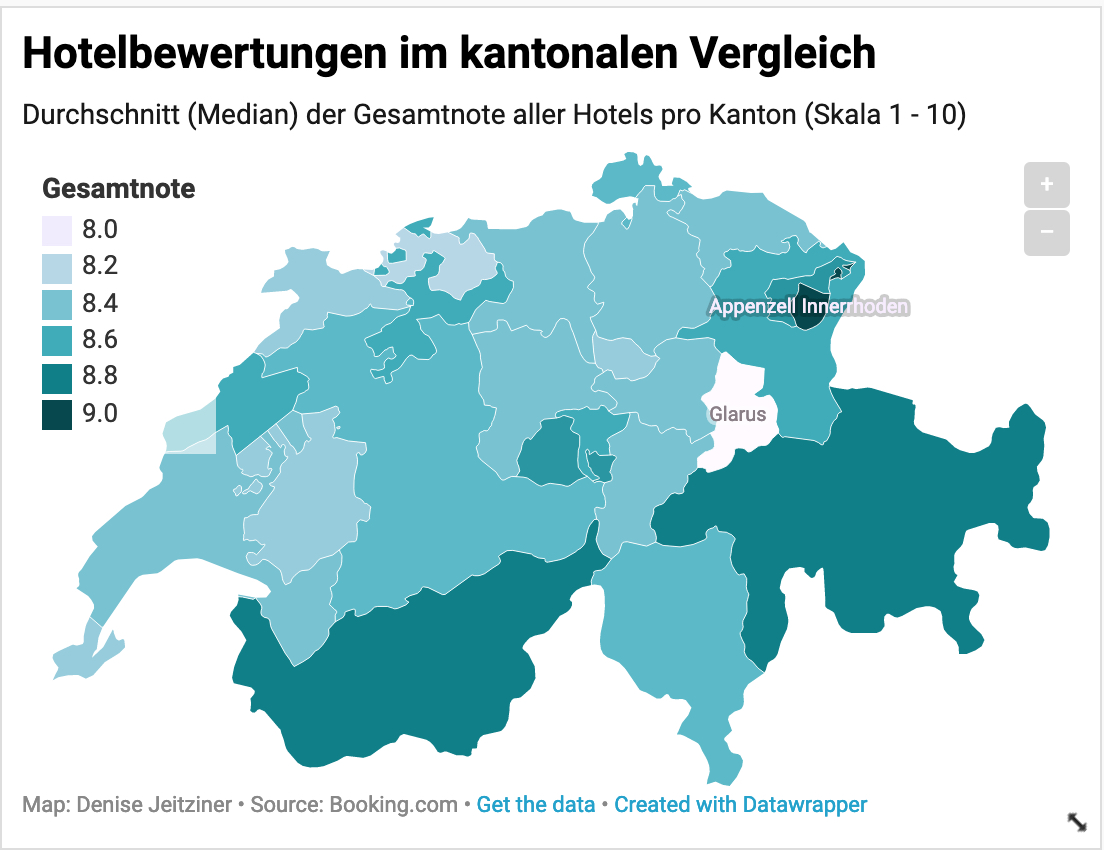 Hotelbewertungen im kantonalen Vergleich
Durchschnitt (Median) der Gesamtnote aller Hotels pro Kanton (Skala 1 - 10)
Gesamtnote
8.0
8.2
8.4
8.6
8.8
9.0
+
−
Appenzell Innerrhoden
Glarus
Map: Denise Jeitziner • Source: Booking.com • Get the data • Created with Datawrapper